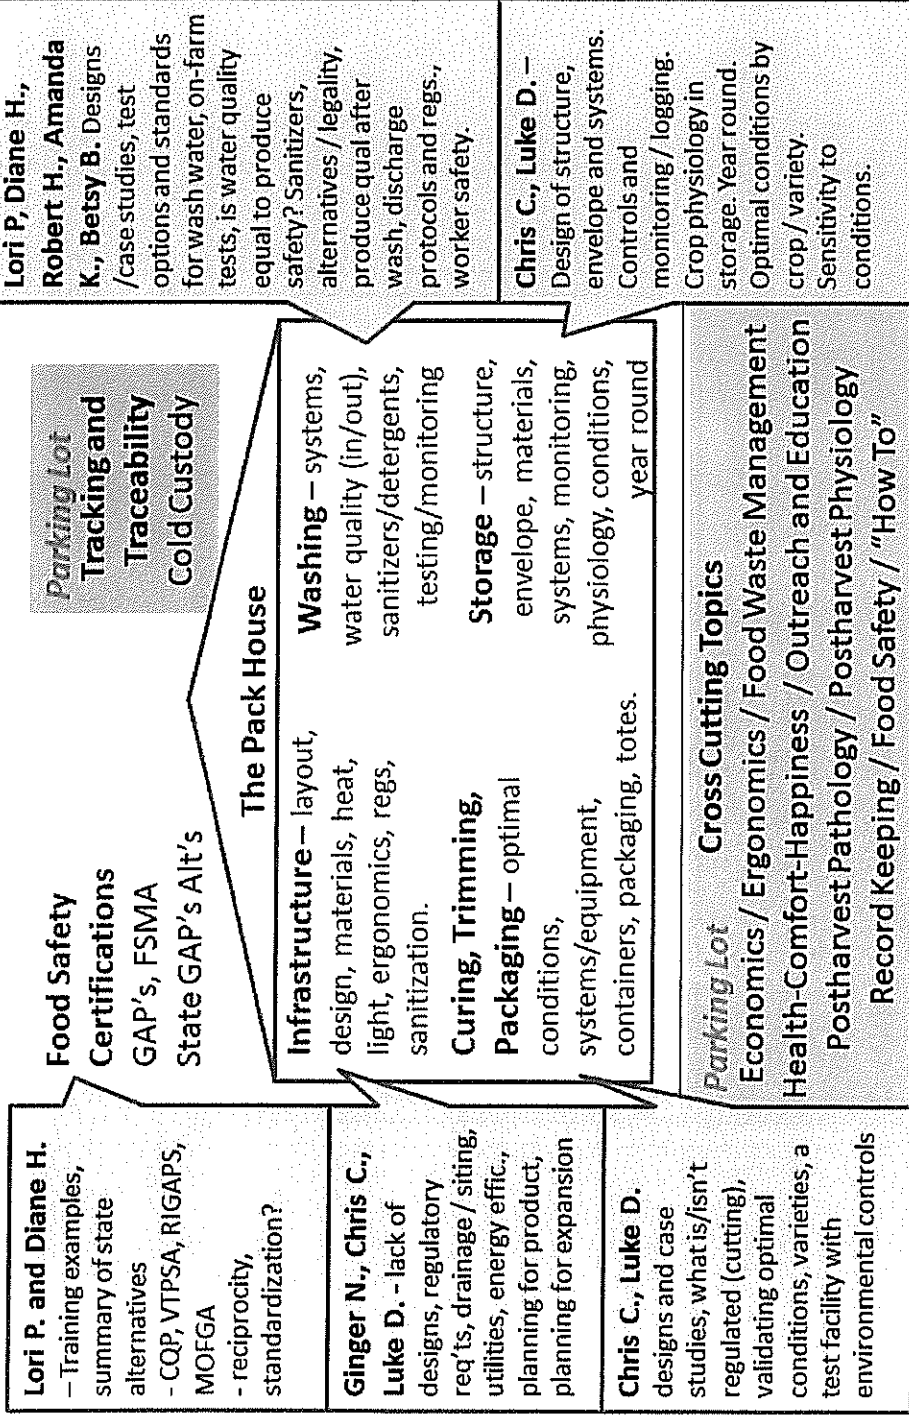 Lori P. and Diane H.
– Training examples,
summary of state
alternatives
- CQP, VTPSA, RIGAPS,
MOFGA
- reciprocity,
standardization?
Ginger N., Chris C.,
Luke D. - lack of
designs, regulatory
req'ts, drainage / siting,
utilities, energy effic.,
planning for product,
planning for expansion
Chris C., Luke D.
designs and case
studies, what is/isn't
regulated (cutting),
validating optimal
conditions, varieties, a
test facility with
environmental controls
Food Safety
Certifications
GAP's, FSMA
State GAP's Alt's
Parking Lot
Tracking and
Traceability
Cold Custody
The Pack House
Infrastructure – layout,
design, materials, heat,
light, ergonomics, regs,
sanitization.
Curing, Trimming,
Packaging – optimal
conditions,
systems/equipment,
containers, packaging, totes.
Washing – systems,
water quality (in/out),
sanitizers/detergents,
testing/monitoring
Storage – structure,
envelope, materials,
systems, monitoring,
physiology, conditions,
year round
Parking Lot Cross Cutting Topics
Economics / Ergonomics / Food Waste Management
Health-Comfort-Happiness / Outreach and Education
Postharvest Pathology / Postharvest Physiology
Record Keeping / Food Safety / "How To"
Lori P, Diane H.,
Robert H., Amanda
K., Betsy B. Designs
/case studies, test
options and standards
for wash water, on-farm
tests, is water quality
equal to produce
safety? Sanitizers,
alternatives / legality,
produce qual after
wash, discharge
protocols and regs.,
worker safety.
Chris C., Luke D. –
Design of structure,
envelope and systems.
Controls and
monitoring / logging.
Crop physiology in
storage. Year round.
Optimal conditions by
crop / variety.
Sensitivity to
conditions.